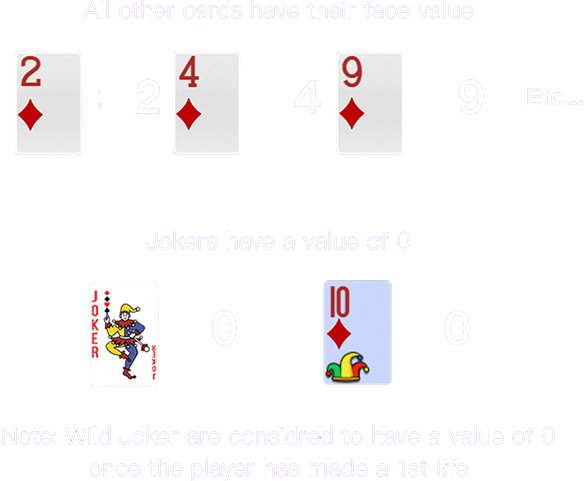 All other cards have their face value
2 : 2 4 4 9 9 Etc...
Jokers have a value of 0
JOKER JOKER 0 10 0
Note: Wild Joker are considred to have a value of 0
once the player has made a 1st life